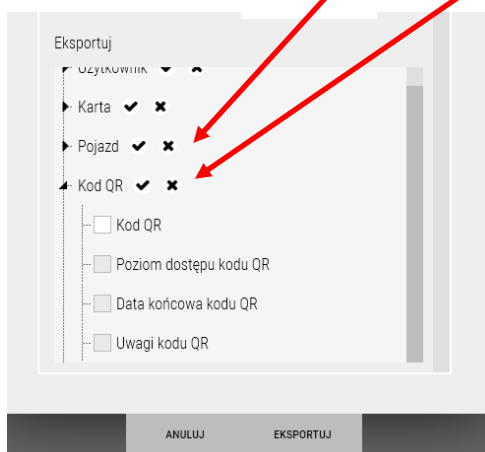 Eksportuj
Użytkownik
Karta
Pojazd
Kod QR
Kod QR
Poziom dostępu kodu QR
Data końcowa kodu QR
Uwagi kodu QR
ANULUJ EKSPORTUJ